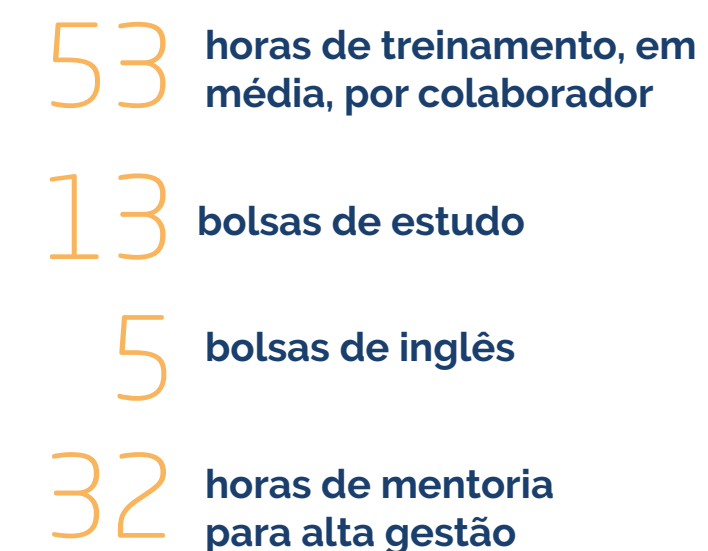 53 horas de treinamento, em
média, por colaborador
13 bolsas de estudo
5 bolsas de inglês
32 horas de mentoria
para alta gestão